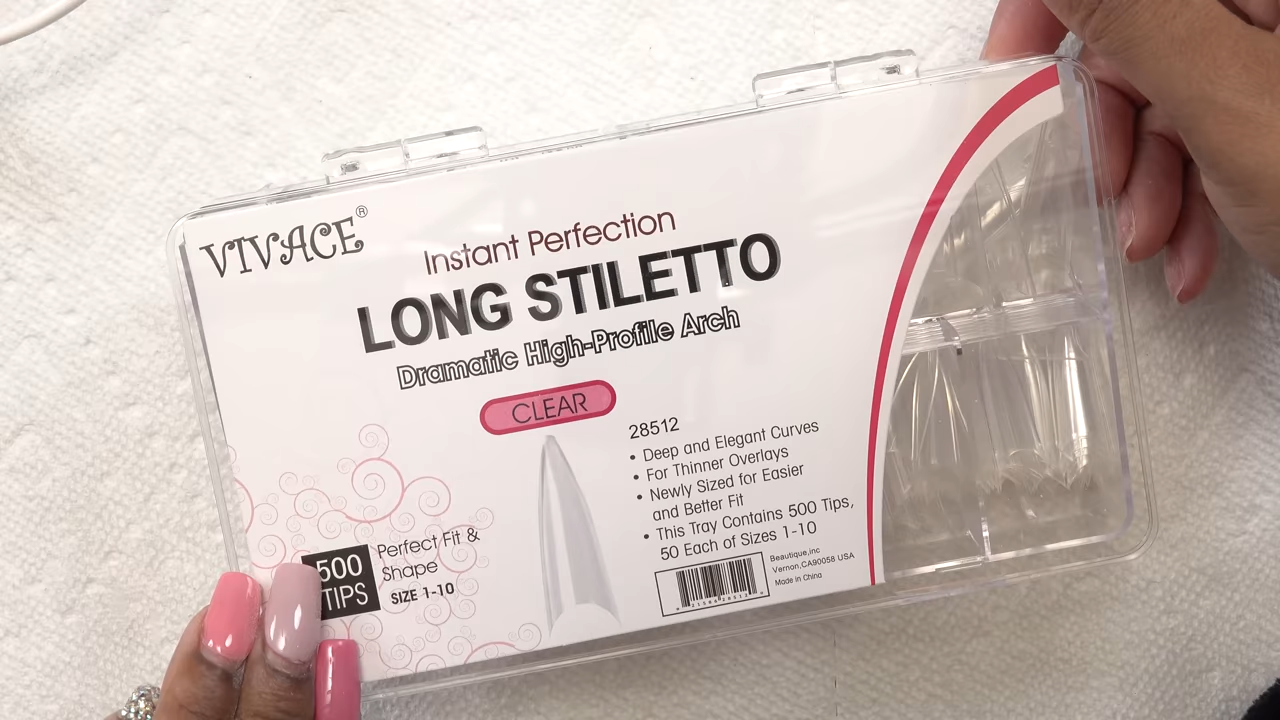 VIVACE®
Instant Perfection
LONG STILETTO
Dramatic High-Profile Arch
CLEAR
28512
• Deep and Elegant Curves
• For Thinner Overlays
• Newly Sized for Easier
and Better Fit
• This Tray Contains 500 Tips,
50 Each of Sizes 1-10
500
TIPS
Perfect Fit &
Shape
SIZE 1-10
Beautique,inc
Vernon,CA90058 USA
Made in China